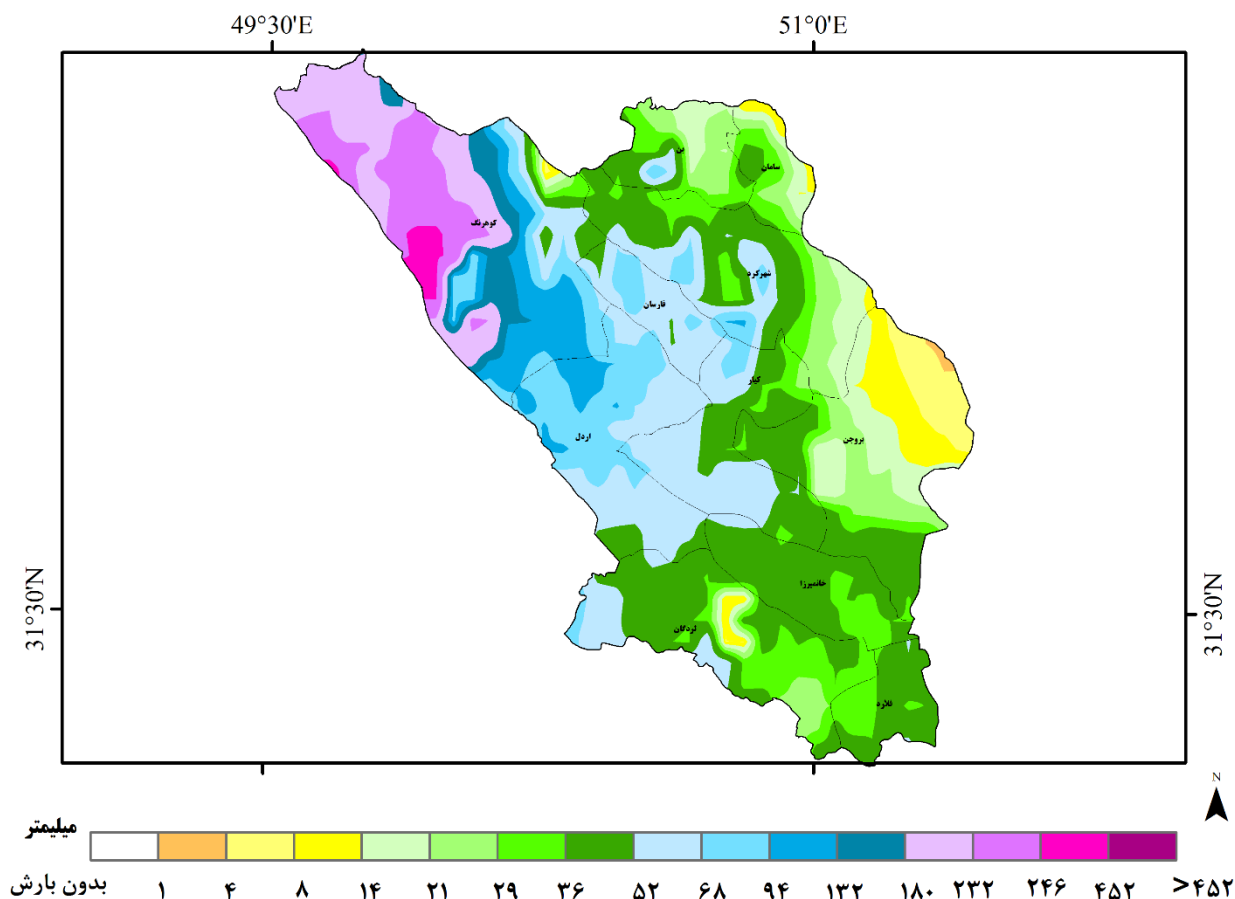 49°30'E
51°0'E
بن
سامان
کوهرنگ
شهرکرد
فارسان
کیار
اردل
بروجن
31°30'N
31°30'N
خانمیرزا
لردگان
فلارد
N
میلیمتر
بدون بارش ۱ ۴ ۸ ۱۴ ۲۱ ۲۹ ۳۶ ۵۲ ۶۸ ۹۴ ۱۳۲ ۱۸۰ ۲۳۲ ۲۴۶ ۴۵۲ >۴۵۲